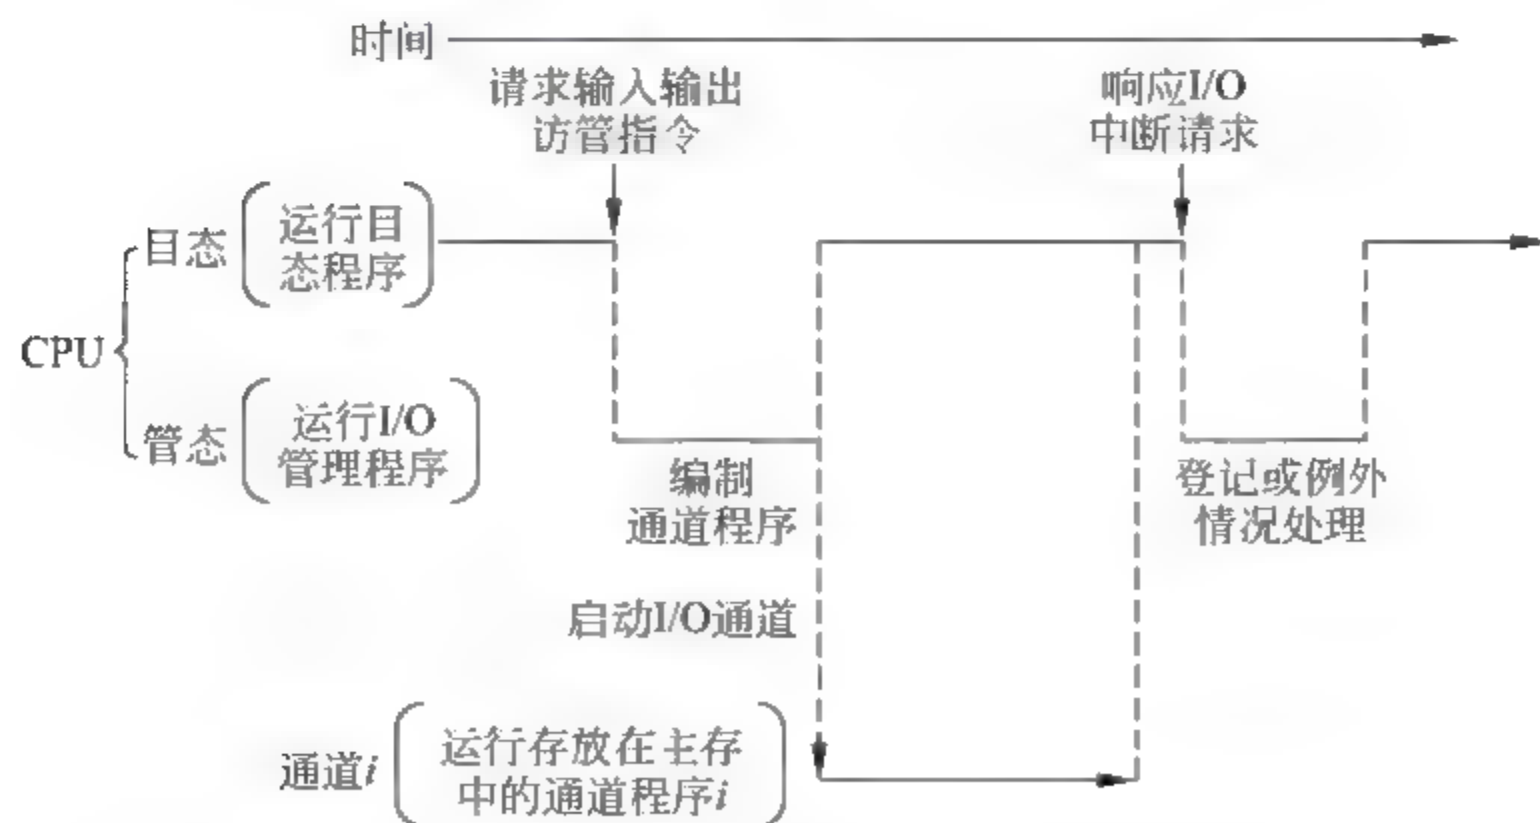 时间
请求输入输出
访管指令
响应I/O
中断请求
CPU
目态
运行目
态程序
管态
运行I/O
管理程序
编制
通道程序
登记或例外
情况处理
启动I/O通道
通道i
运行存放在主存
中的通道程序i